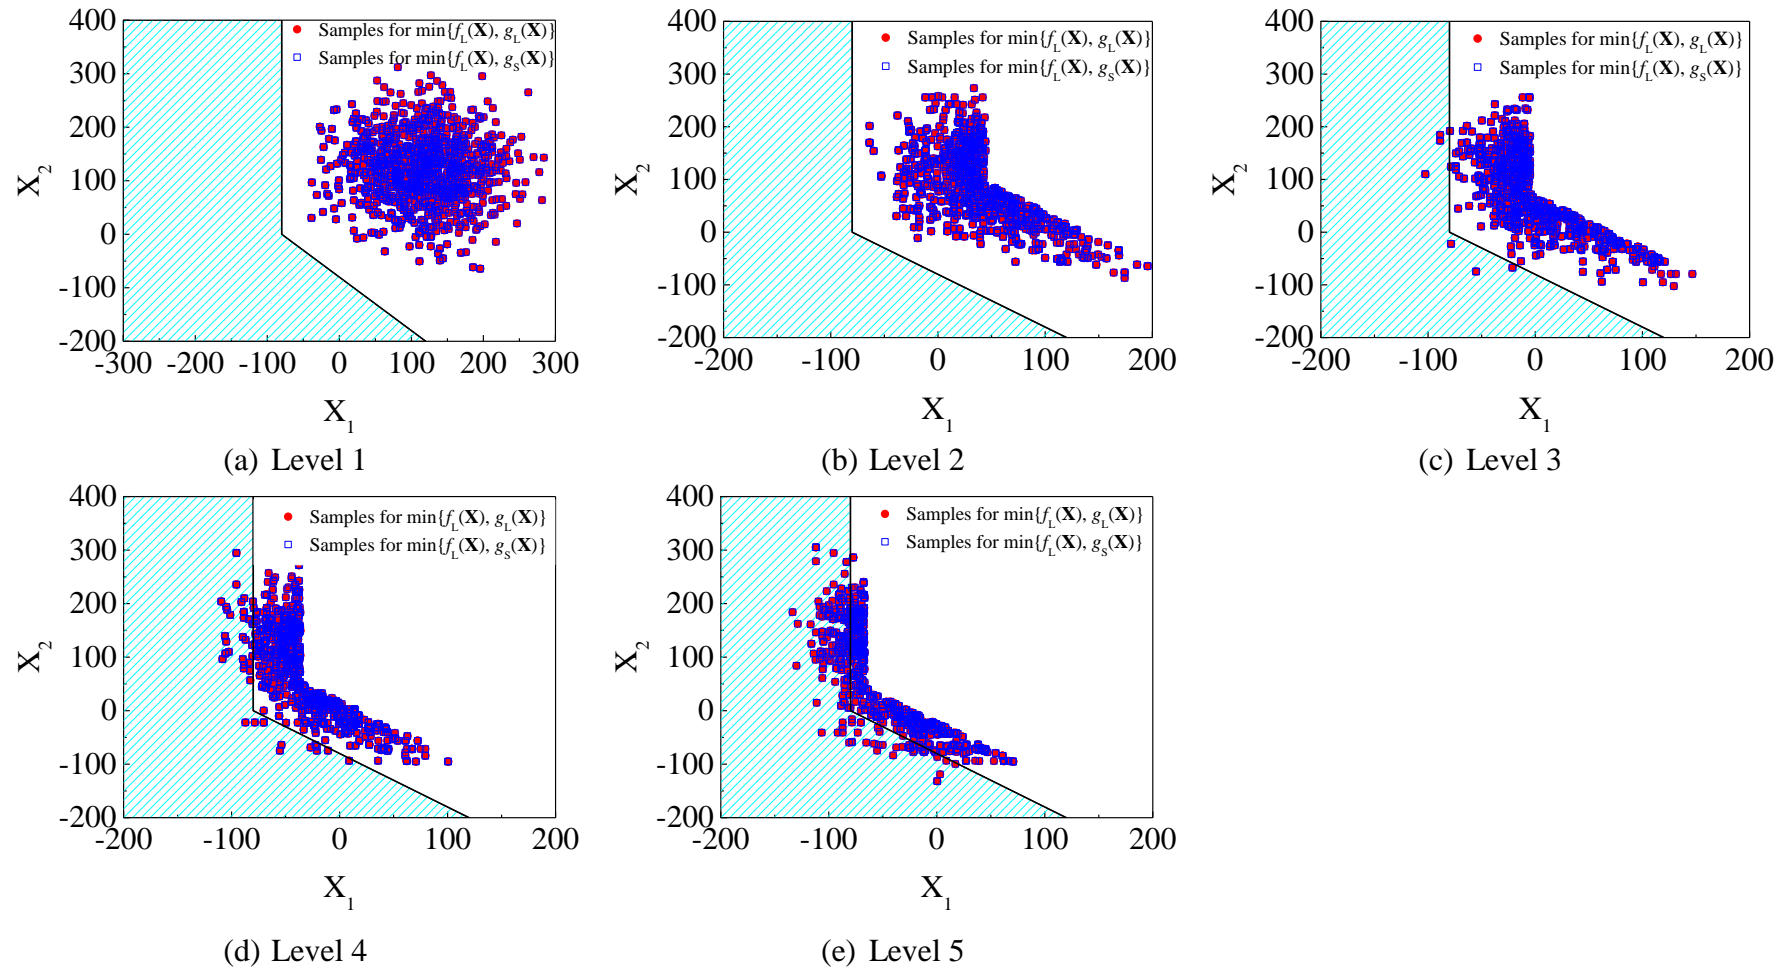 400
300
200
100
0
-100
-200
-300 -200 -100 0 100 200 300
X2
X1
Samples for min{fL(X), gL(X)}
Samples for min{fL(X), gS(X)}
(a) Level 1
400
300
200
100
0
-100
-200
-200 -100 0 100 200
X2
X1
Samples for min{fL(X), gL(X)}
Samples for min{fL(X), gS(X)}
(b) Level 2
400
300
200
100
0
-100
-200
-200 -100 0 100 200
X2
X1
Samples for min{fL(X), gL(X)}
Samples for min{fL(X), gS(X)}
(c) Level 3
400
300
200
100
0
-100
-200
-200 -100 0 100 200
X2
X1
Samples for min{fL(X), gL(X)}
Samples for min{fL(X), gS(X)}
(d) Level 4
400
300
200
100
0
-100
-200
-200 -100 0 100 200
X2
X1
Samples for min{fL(X), gL(X)}
Samples for min{fL(X), gS(X)}
(e) Level 5